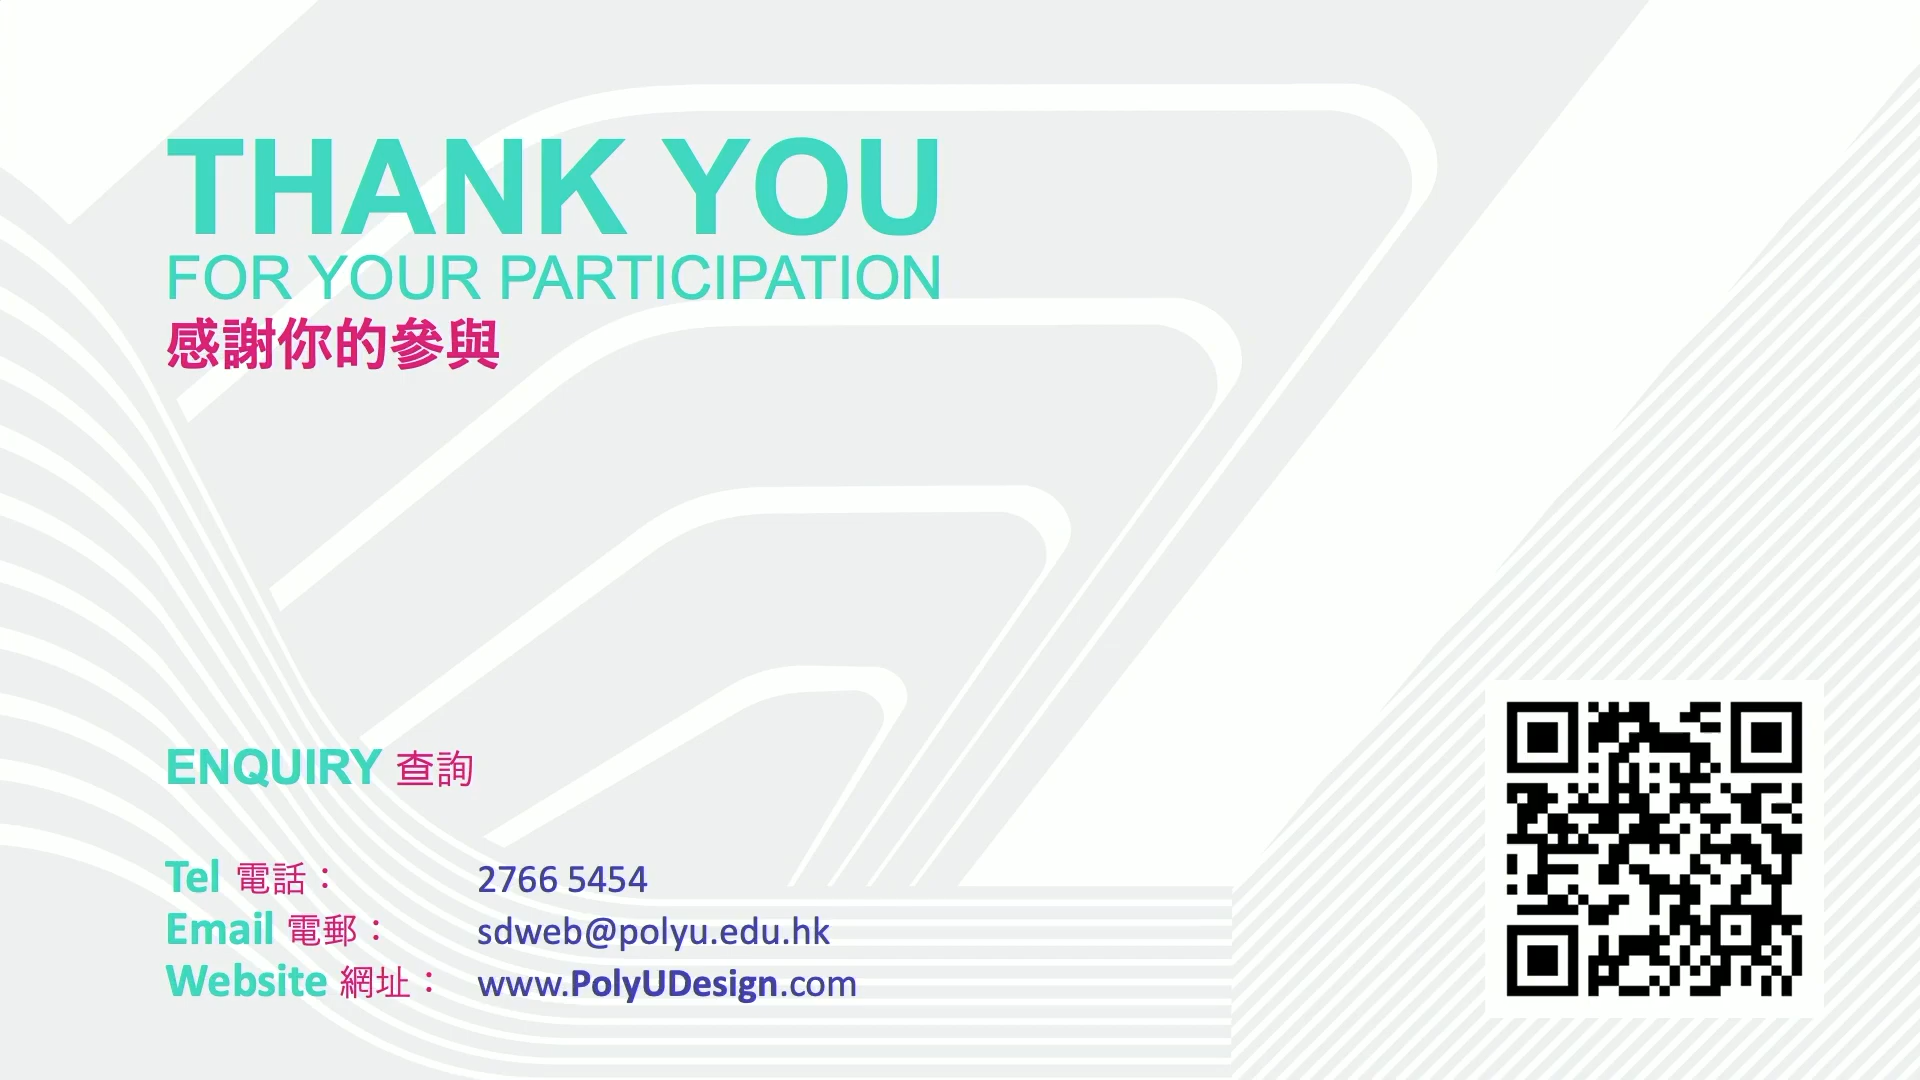 THANK YOU
FOR YOUR PARTICIPATION
感謝你的參與
ENQUIRY 查詢
Tel 電話： 2766 5454
Email 電郵： sdweb@polyu.edu.hk
Website 網址： www.PolyUDesign.com